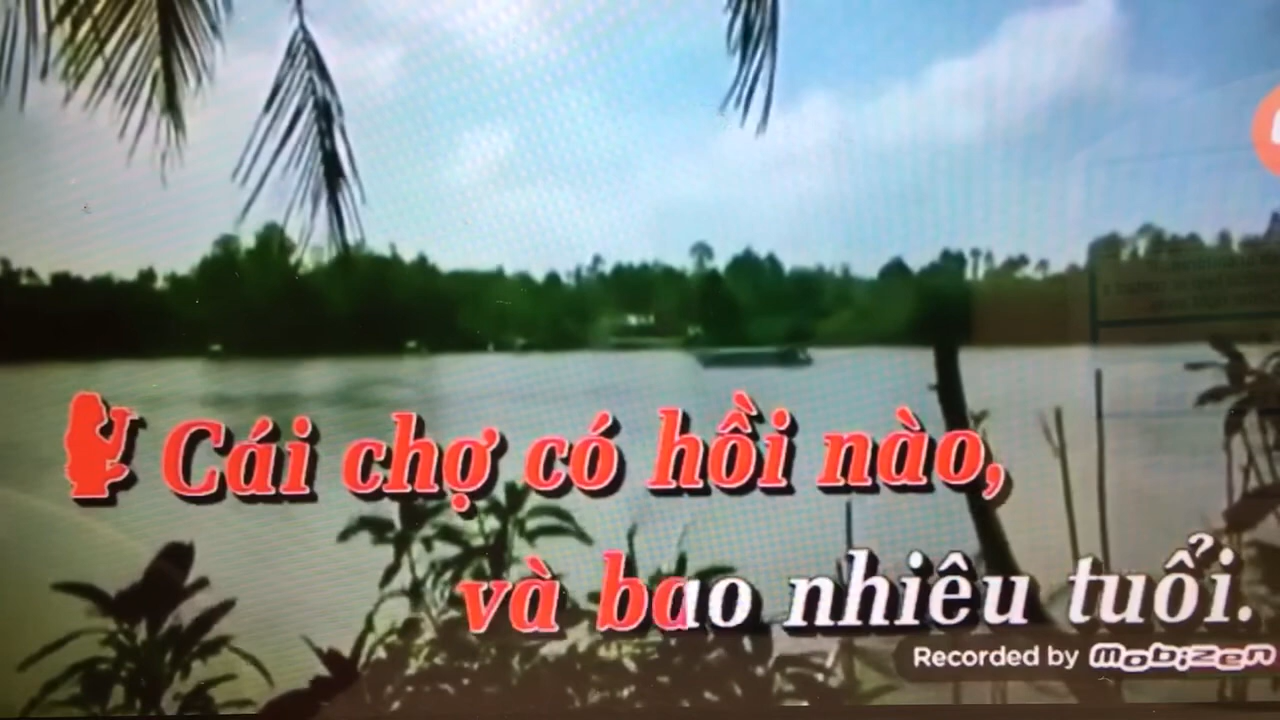 Cái chợ có hồi nào,
và bao nhiêu tuổi.
Recorded by mobizen